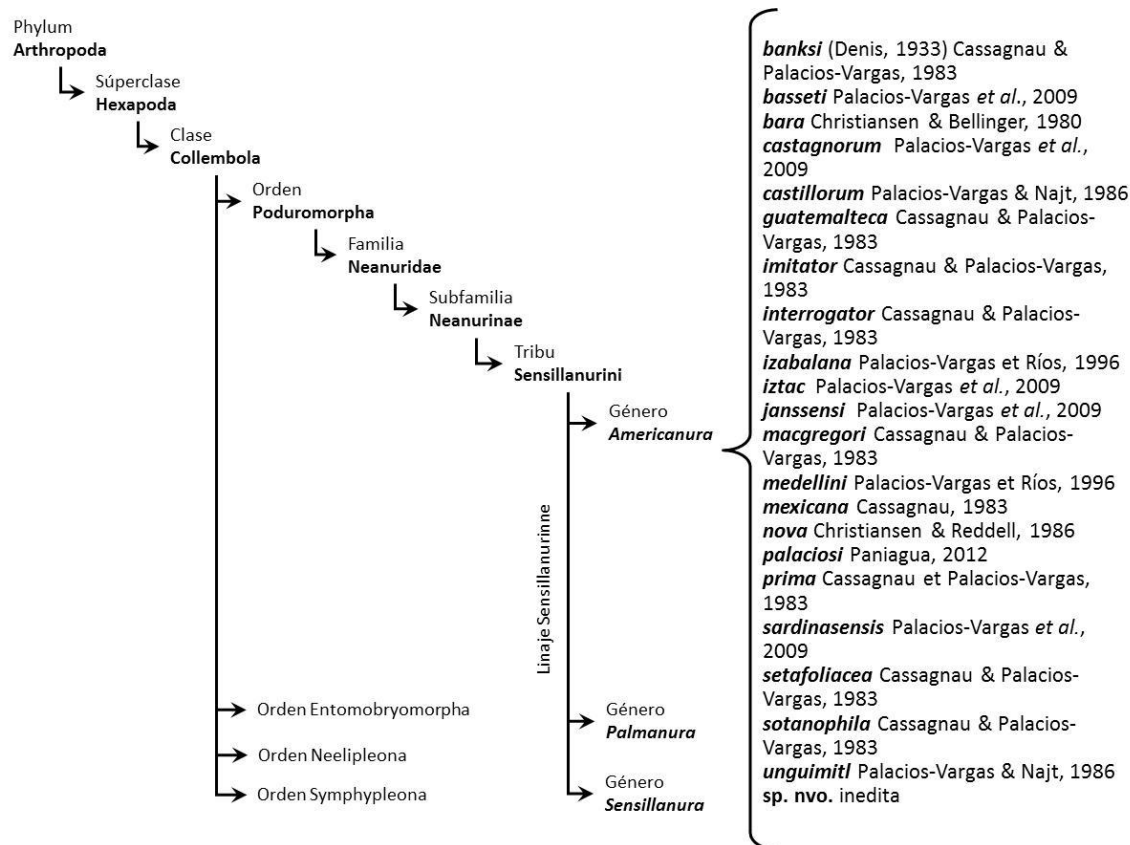 Phylum
Arthropoda
Súperclase
Hexapoda
Clase
Collembola
Orden
Poduromorpha
Familia
Neanuridae
Subfamilia
Neanurinae
Tribu
Sensillanurini
Género
Americanura
Linaje Sensillanurinne
Género
Palmanura
Género
Sensillanura
Orden Entomobryomorpha
Orden Neelipleona
Orden Symphypleona
banksi (Denis, 1933) Cassagnau &
Palacios-Vargas, 1983
basseti Palacios-Vargas et al., 2009
bara Christiansen & Bellinger, 1980
castagnorum Palacios-Vargas et al.,
2009
castillorum Palacios-Vargas & Najt, 1986
guatemalteca Cassagnau & Palacios-
Vargas, 1983
imitator Cassagnau & Palacios-Vargas,
1983
interrogator Cassagnau & Palacios-
Vargas, 1983
izabalana Palacios-Vargas et Ríos, 1996
iztac Palacios-Vargas et al., 2009
janssensi Palacios-Vargas et al., 2009
macgregori Cassagnau & Palacios-
Vargas, 1983
medellini Palacios-Vargas et Ríos, 1996
mexicana Cassagnau, 1983
nova Christiansen & Reddell, 1986
palaciosi Paniagua, 2012
prima Cassagnau et Palacios-Vargas,
1983
sardinasensis Palacios-Vargas et al.,
2009
setafoliacea Cassagnau & Palacios-
Vargas, 1983
sotanophila Cassagnau & Palacios-
Vargas, 1983
unguimitl Palacios-Vargas & Najt, 1986
sp. nvo. inedita